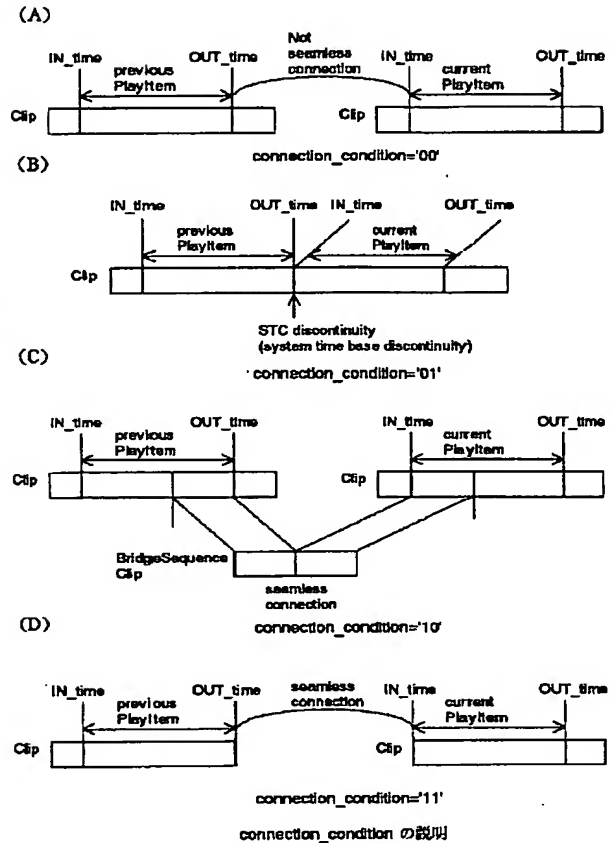 (A)
Not
seamless
connection
IN_time OUT_time IN_time OUT_time
previous
PlayItem
current
PlayItem
Clip Clip
connection_condition='00'
(B)
IN_time OUT_time IN_time OUT_time
previous
PlayItem
current
PlayItem
Clip
STC discontinuity
(system time base discontinuity)
connection_condition='01'
(C)
IN_time OUT_time IN_time OUT_time
previous
PlayItem
current
PlayItem
Clip Clip
BridgeSequence
Clip
seamless
connection
connection_condition='10'
(D)
IN_time OUT_time seamless
connection IN_time OUT_time
previous
PlayItem
current
PlayItem
Clip Clip
connection_condition='11'
connection_condition の説明